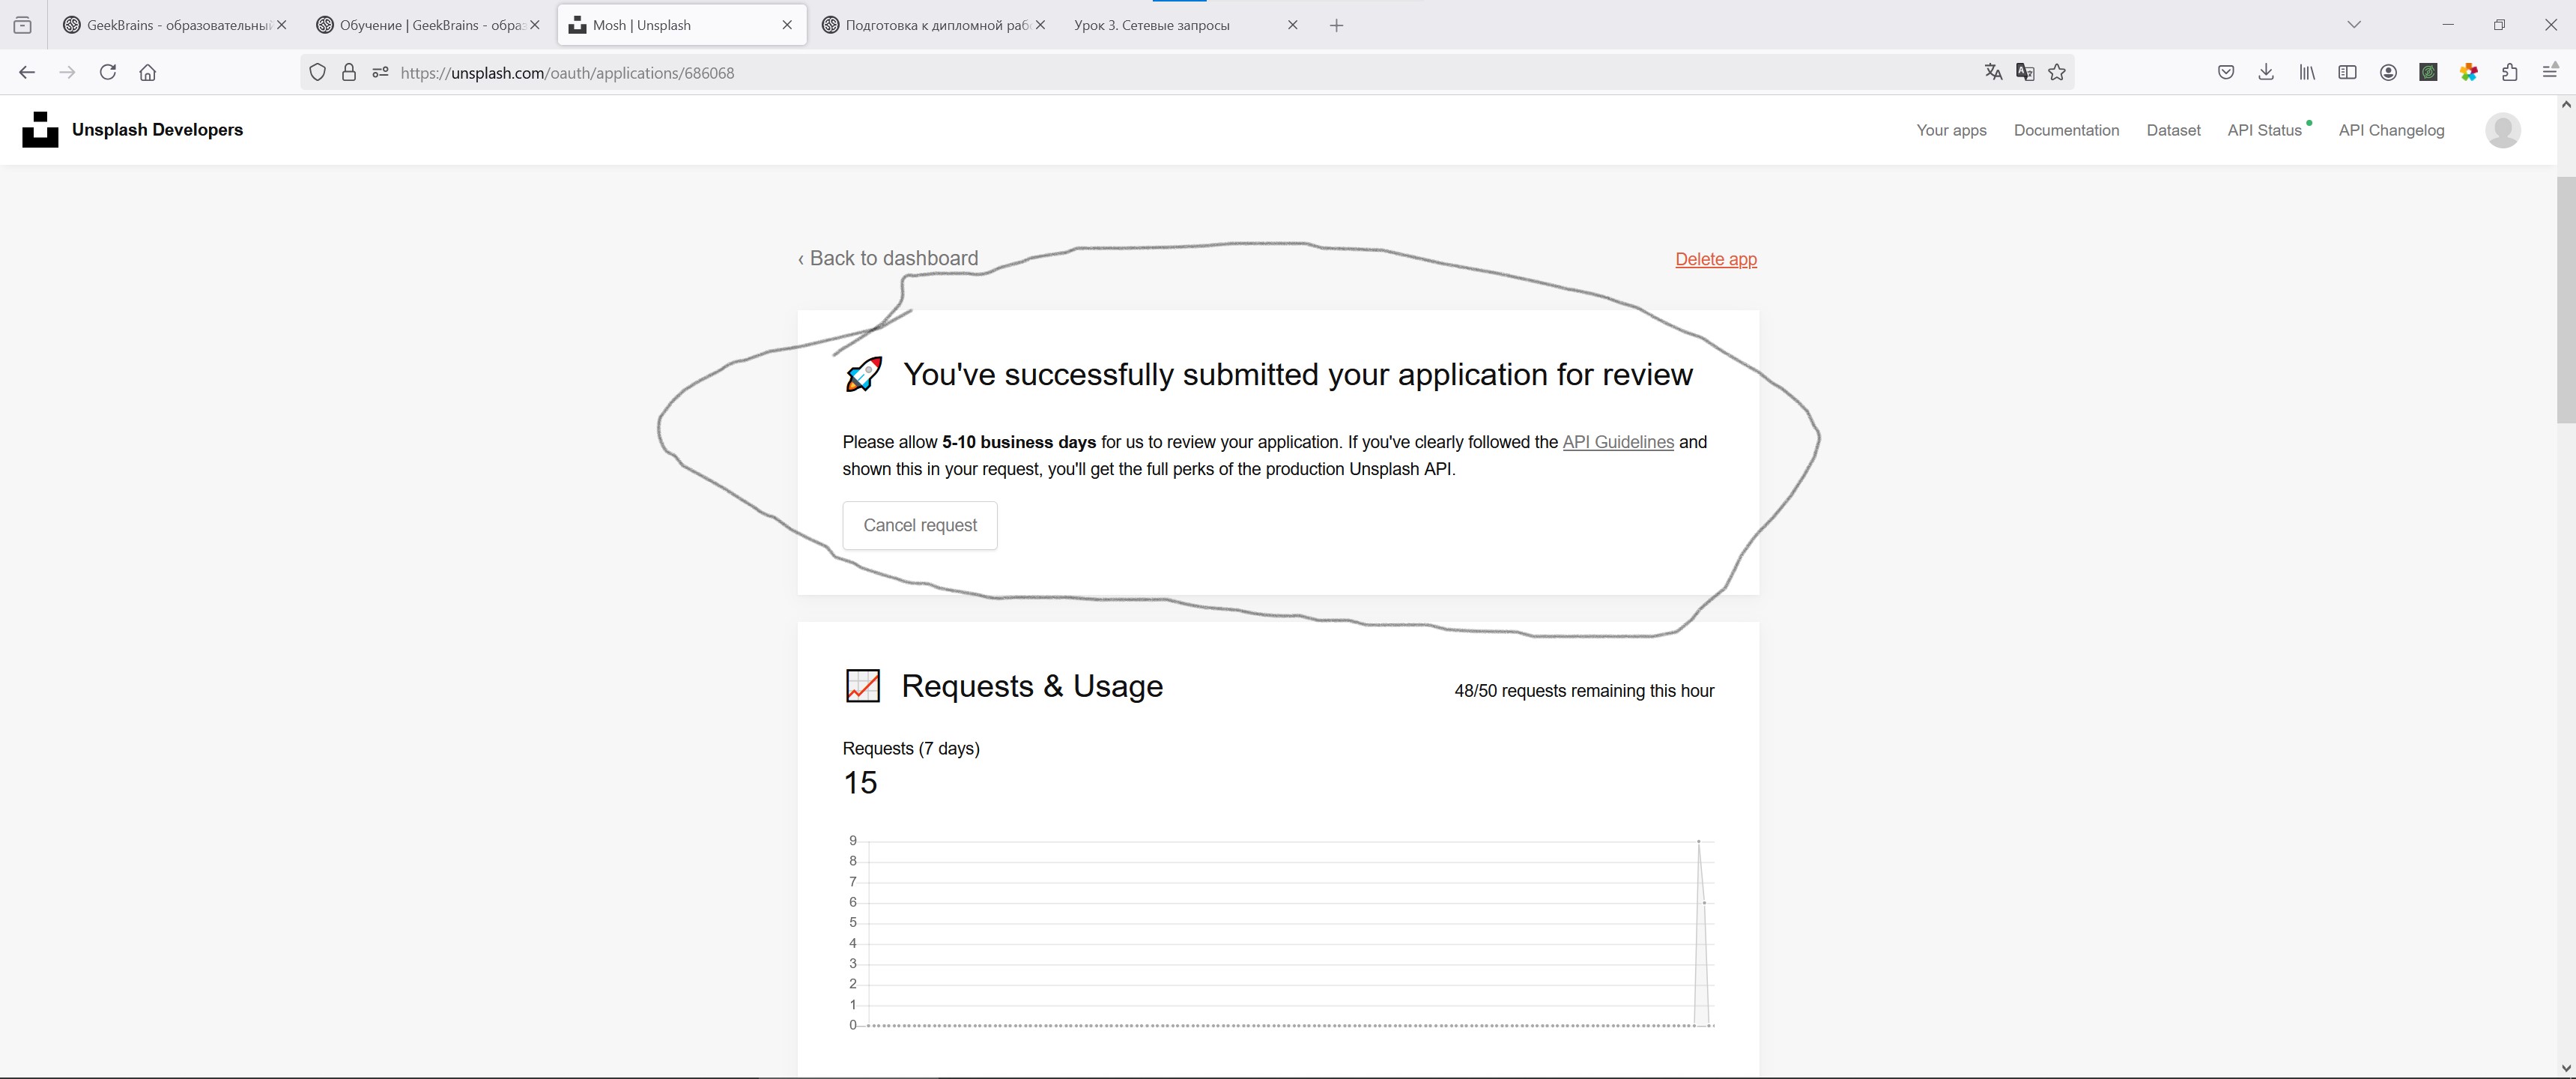 GeekBrains - образовательный
Обучение | GeekBrains - образ
Mosh | Unsplash
Подготовка к дипломной раб
Урок 3. Сетевые запросы
https://unsplash.com/oauth/applications/686068
Unsplash Developers
Your apps
Documentation
Dataset
API Status
API Changelog
‹ Back to dashboard
Delete app
You've successfully submitted your application for review
Please allow 5-10 business days for us to review your application. If you've clearly followed the API Guidelines and
shown this in your request, you'll get the full perks of the production Unsplash API.
Cancel request
Requests & Usage
48/50 requests remaining this hour
Requests (7 days)
15
9
8
7
6
5
4
3
2
1
0